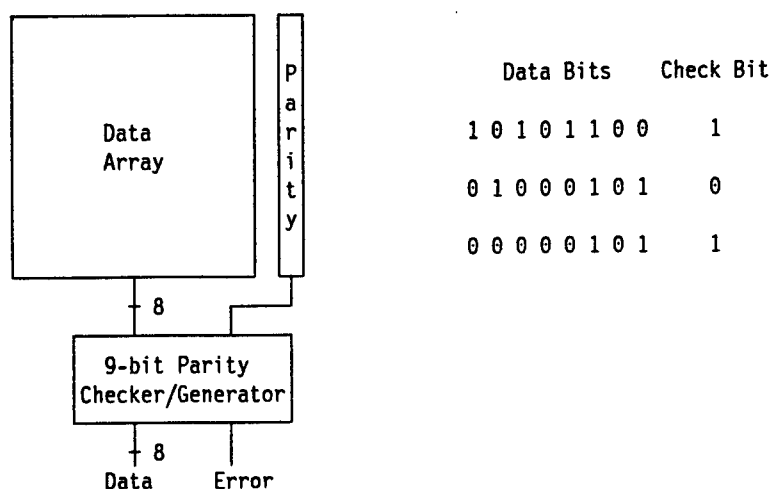 Data
Array
Parity
8
9-bit Parity
Checker/Generator
8
Data Error
Data Bits Check Bit
1 0 1 0 1 1 0 0 1
0 1 0 0 0 1 0 1 0
0 0 0 0 0 1 0 1 1